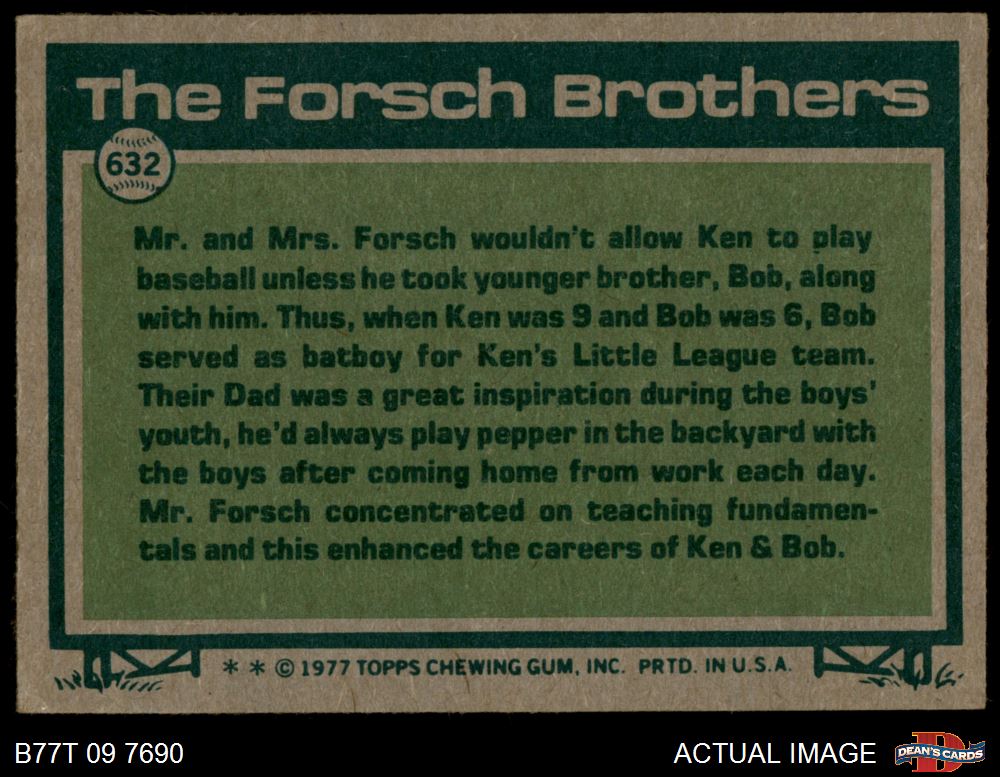 The Forsch Brothers
632
Mr. and Mrs. Forsch wouldn't allow Ken to play
baseball unless he took younger brother, Bob, along
with him. Thus, when Ken was 9 and Bob was 6, Bob
served as batboy for Ken's Little League team.
Their Dad was a great inspiration during the boys'
youth, he'd always play pepper in the backyard with
the boys after coming home from work each day.
Mr. Forsch concentrated on teaching fundamen-
tals and this enhanced the careers of Ken & Bob.
* * © 1977 TOPPS CHEWING GUM, INC. PRTD. IN U.S.A.
B77T 09 7690
ACTUAL IMAGE
D
DEAN'S CARDS